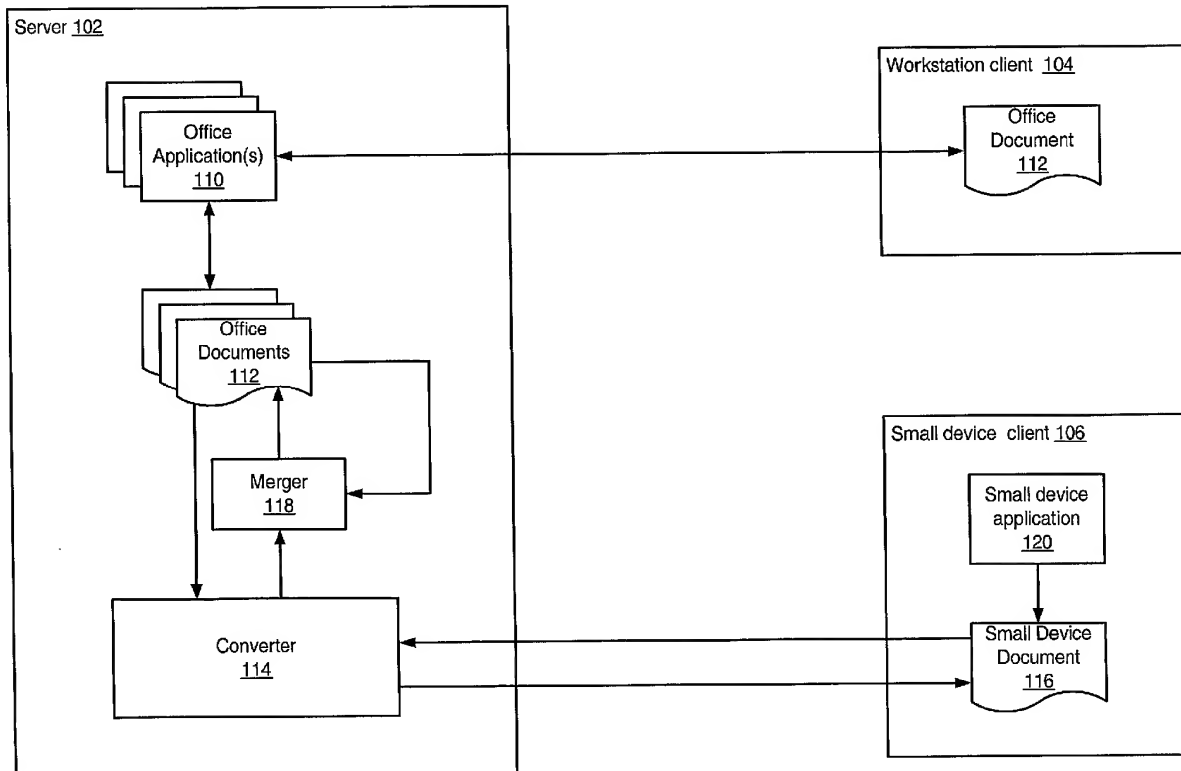 Server 102
Office
Application(s)
110
Office
Documents
112
Merger
118
Converter
114
Workstation client 104
Office
Document
112
Small device client 106
Small device
application
120
Small Device
Document
116